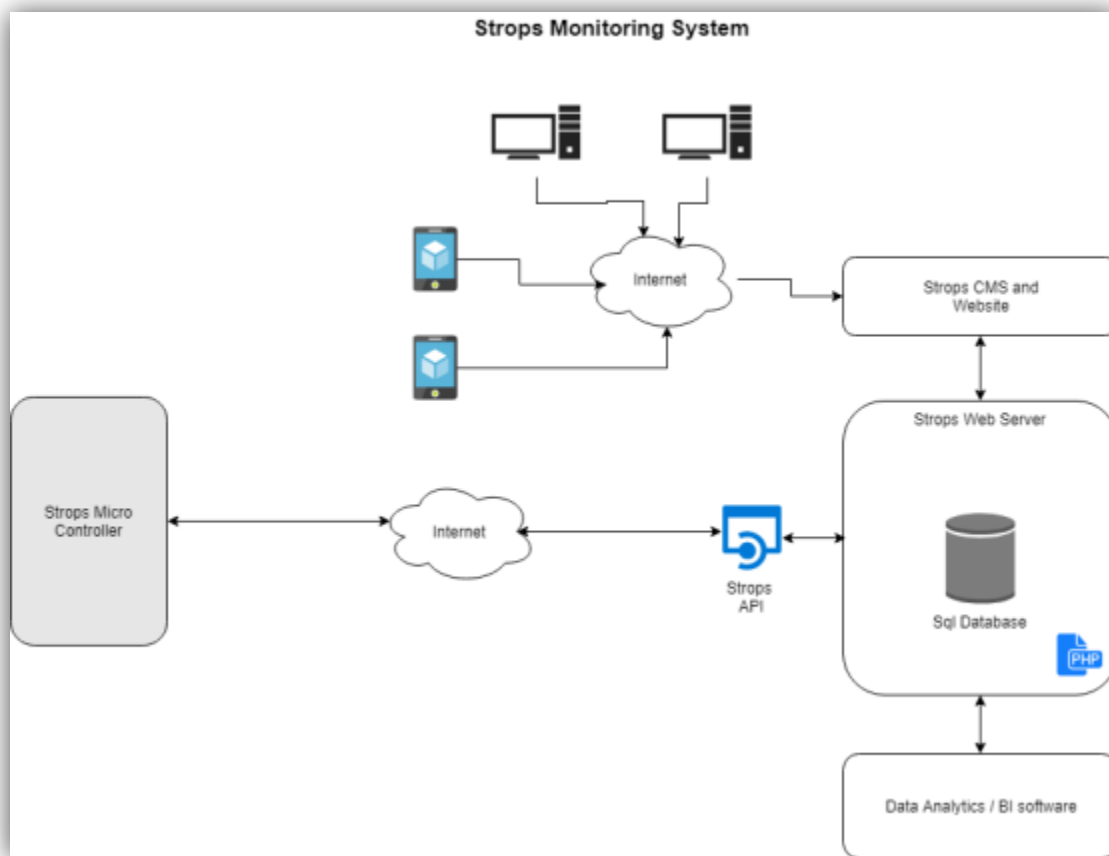 Strops Monitoring System
Internet
Strops CMS and
Website
Strops Web Server
Strops Micro
Controller
Internet
Strops
API
Sql Database
PHP
Data Analytics / BI software